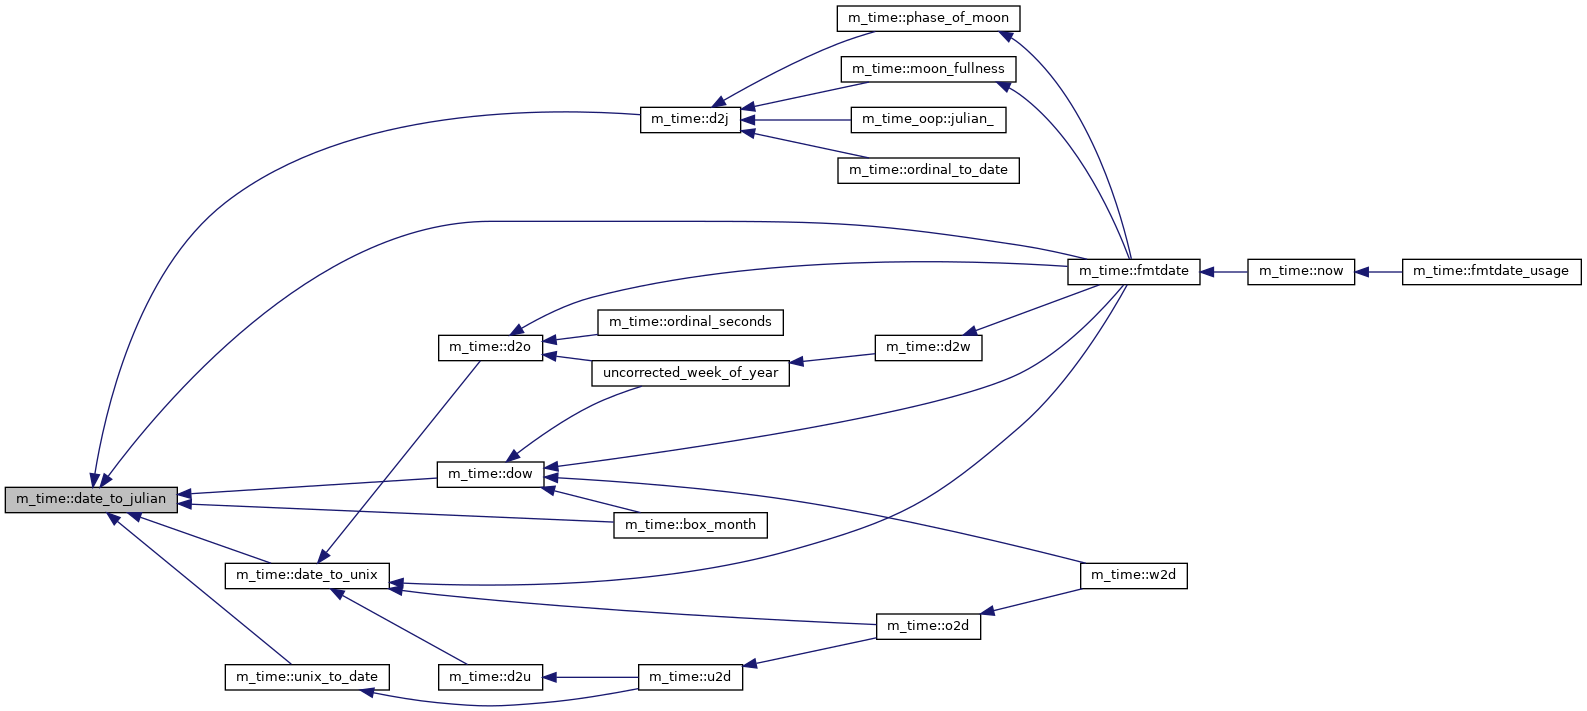 m_time::phase_of_moon
m_time::moon_fullness
m_time::d2j
m_time_oop::julian_
m_time::ordinal_to_date
m_time::fmtdate
m_time::now
m_time::fmtdate_usage
m_time::ordinal_seconds
m_time::d2o
m_time::d2w
uncorrected_week_of_year
m_time::dow
m_time::date_to_julian
m_time::box_month
m_time::date_to_unix
m_time::w2d
m_time::o2d
m_time::unix_to_date
m_time::d2u
m_time::u2d